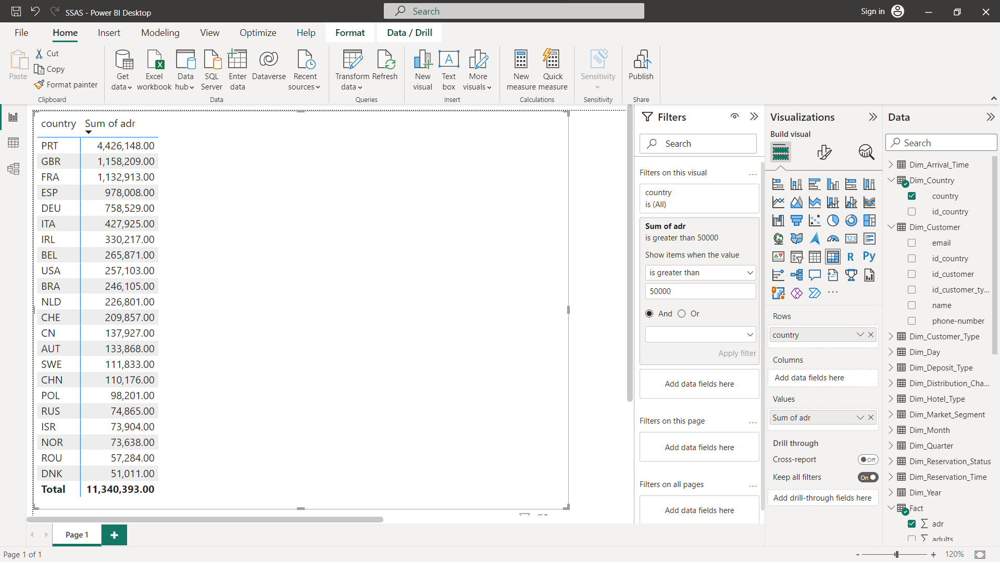 SSAS - Power BI Desktop
Search
Sign in
File Home Insert Modeling View Optimize Help Format Data / Drill
Paste
Cut
Copy
Format painter
Clipboard
Get data
Excel workbook
Data hub
SQL Server
Enter data
Dataverse
Recent sources
Data
Transform data
Refresh
Queries
New visual
Text box
More visuals
Insert
New measure
Quick measure
Calculations
Sensitivity
Sensitivity
Publish
Share
country Sum of adr
PRT 4,426,148.00
GBR 1,158,209.00
FRA 1,132,913.00
ESP 978,008.00
DEU 758,529.00
ITA 427,925.00
IRL 330,217.00
BEL 265,871.00
USA 257,103.00
BRA 246,105.00
NLD 226,801.00
CHE 209,857.00
CN 137,927.00
AUT 133,868.00
SWE 111,833.00
CHN 110,176.00
POL 98,201.00
RUS 74,865.00
ISR 73,904.00
NOR 73,638.00
ROU 57,284.00
DNK 51,011.00
Total 11,340,393.00
Filters
Search
Filters on this visual ...
country
is (All)
Sum of adr
is greater than 50000
Show items when the value
is greater than
50000
And Or
Apply filter
Add data fields here
Filters on this page ...
Add data fields here
Filters on all pages ...
Add data fields here
Visualizations
Build visual
123
R Py
...
Rows
country
Columns
Add data fields here
Values
Sum of adr
Drill through
Cross-report Off
Keep all filters On
Add drill-through fields here
Data
Search
Dim_Arrival_Time
Dim_Country
country
id_country
Dim_Customer
email
id_country
id_customer
id_customer_ty...
name
phone-number
Dim_Customer_Type
Dim_Day
Dim_Deposit_Type
Dim_Distribution_Cha...
Dim_Hotel_Type
Dim_Market_Segment
Dim_Month
Dim_Quarter
Dim_Reservation_Status
Dim_Reservation_Time
Dim_Year
Fact
∑ adr
∑ adults
Page 1 +
Page 1 of 1
- + 120%